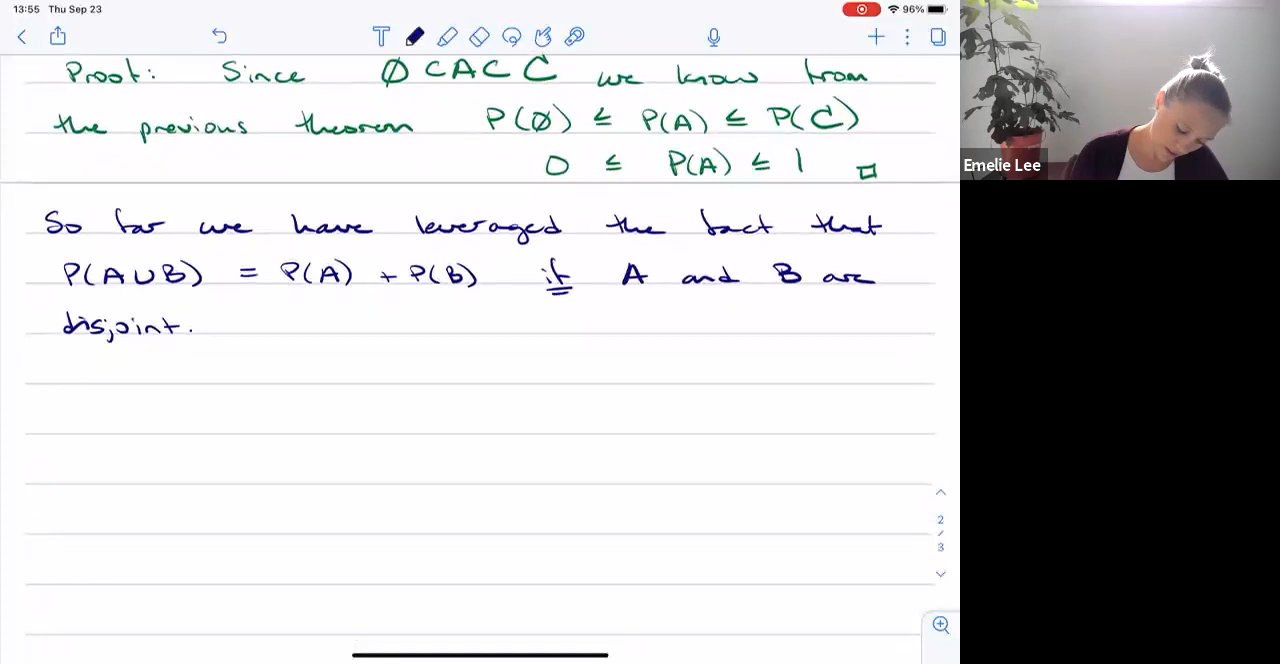 13:55 Thu Sep 23
96%
Proof: Since ∅ ⊂ A ⊂ C we know from
the previous theorem P(∅) ≤ P(A) ≤ P(C)
0 ≤ P(A) ≤ 1 □
So far we have leveraged the fact that
P(A∪B) = P(A) + P(B) if A and B are
disjoint.
2
/
3
Emelie Lee